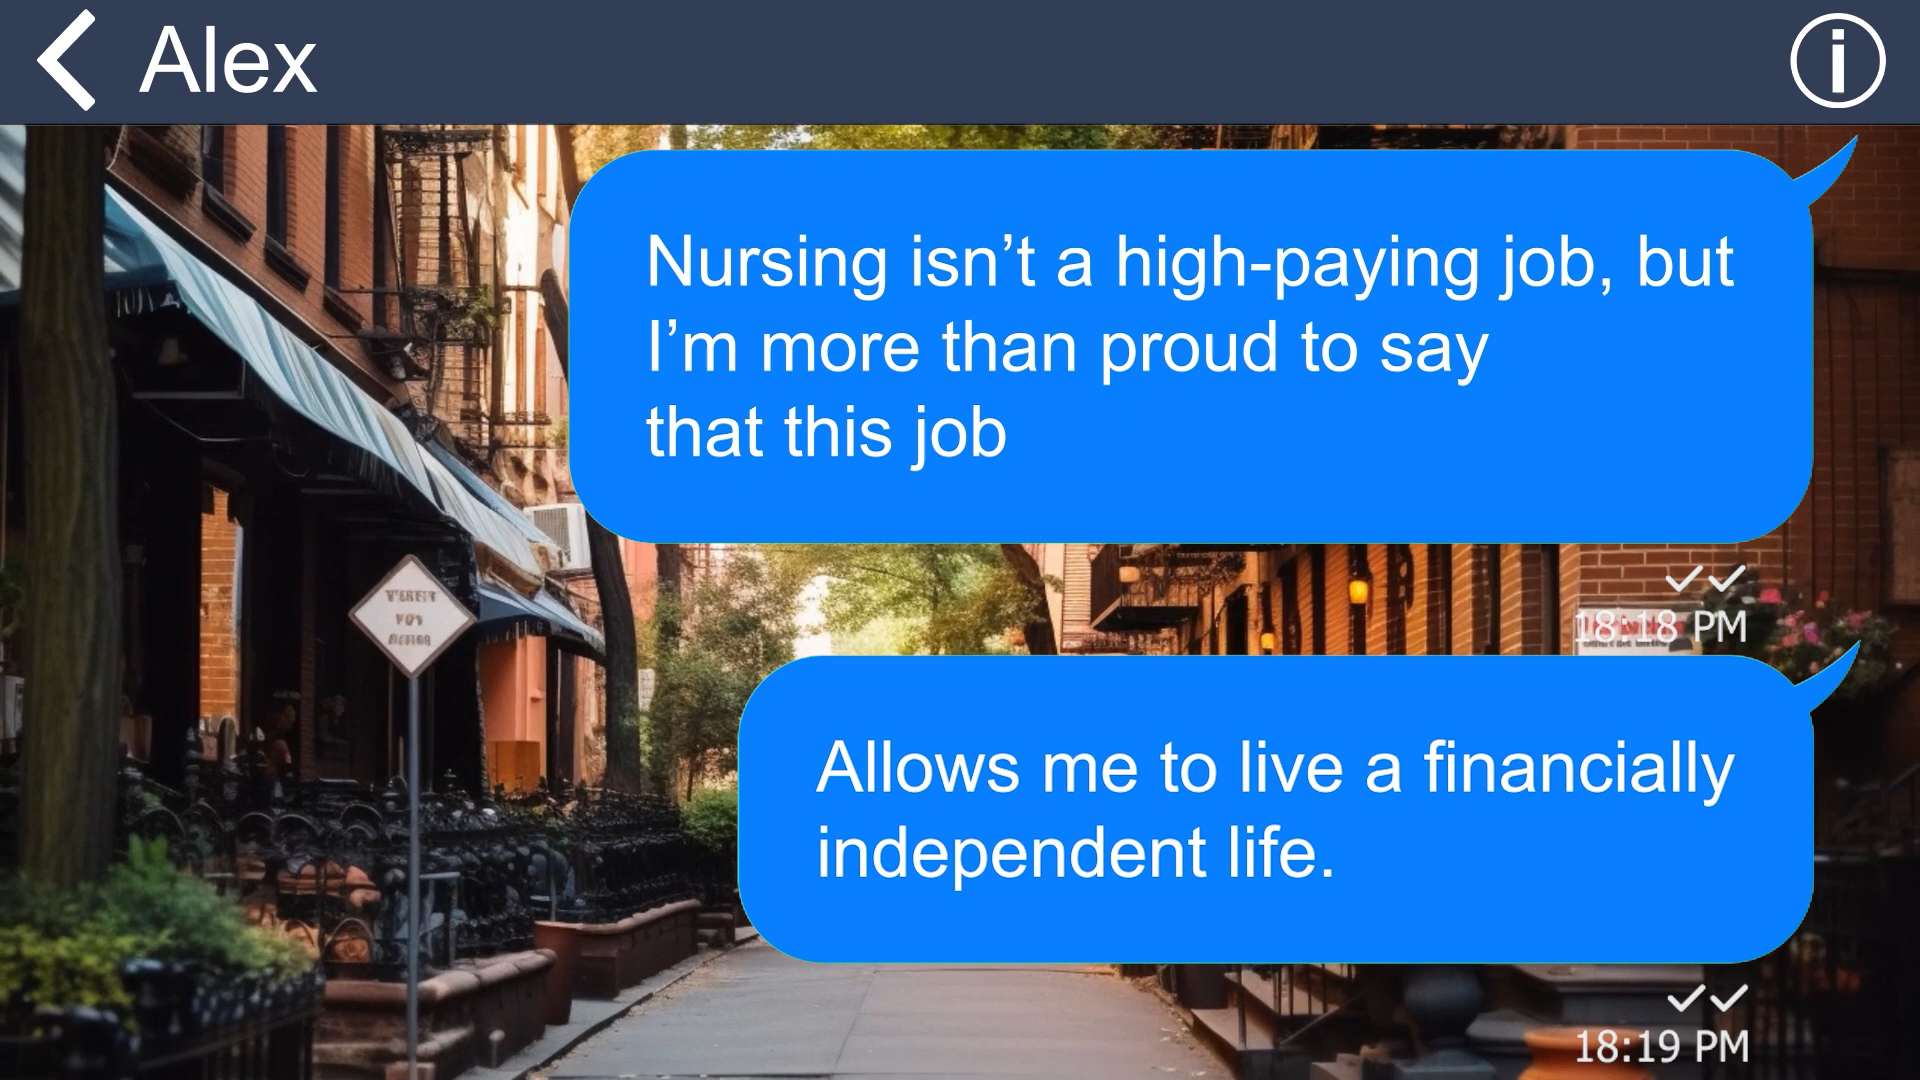 Alex
Nursing isn’t a high-paying job, but
I’m more than proud to say
that this job
18:18 PM
Allows me to live a financially
independent life.
18:19 PM